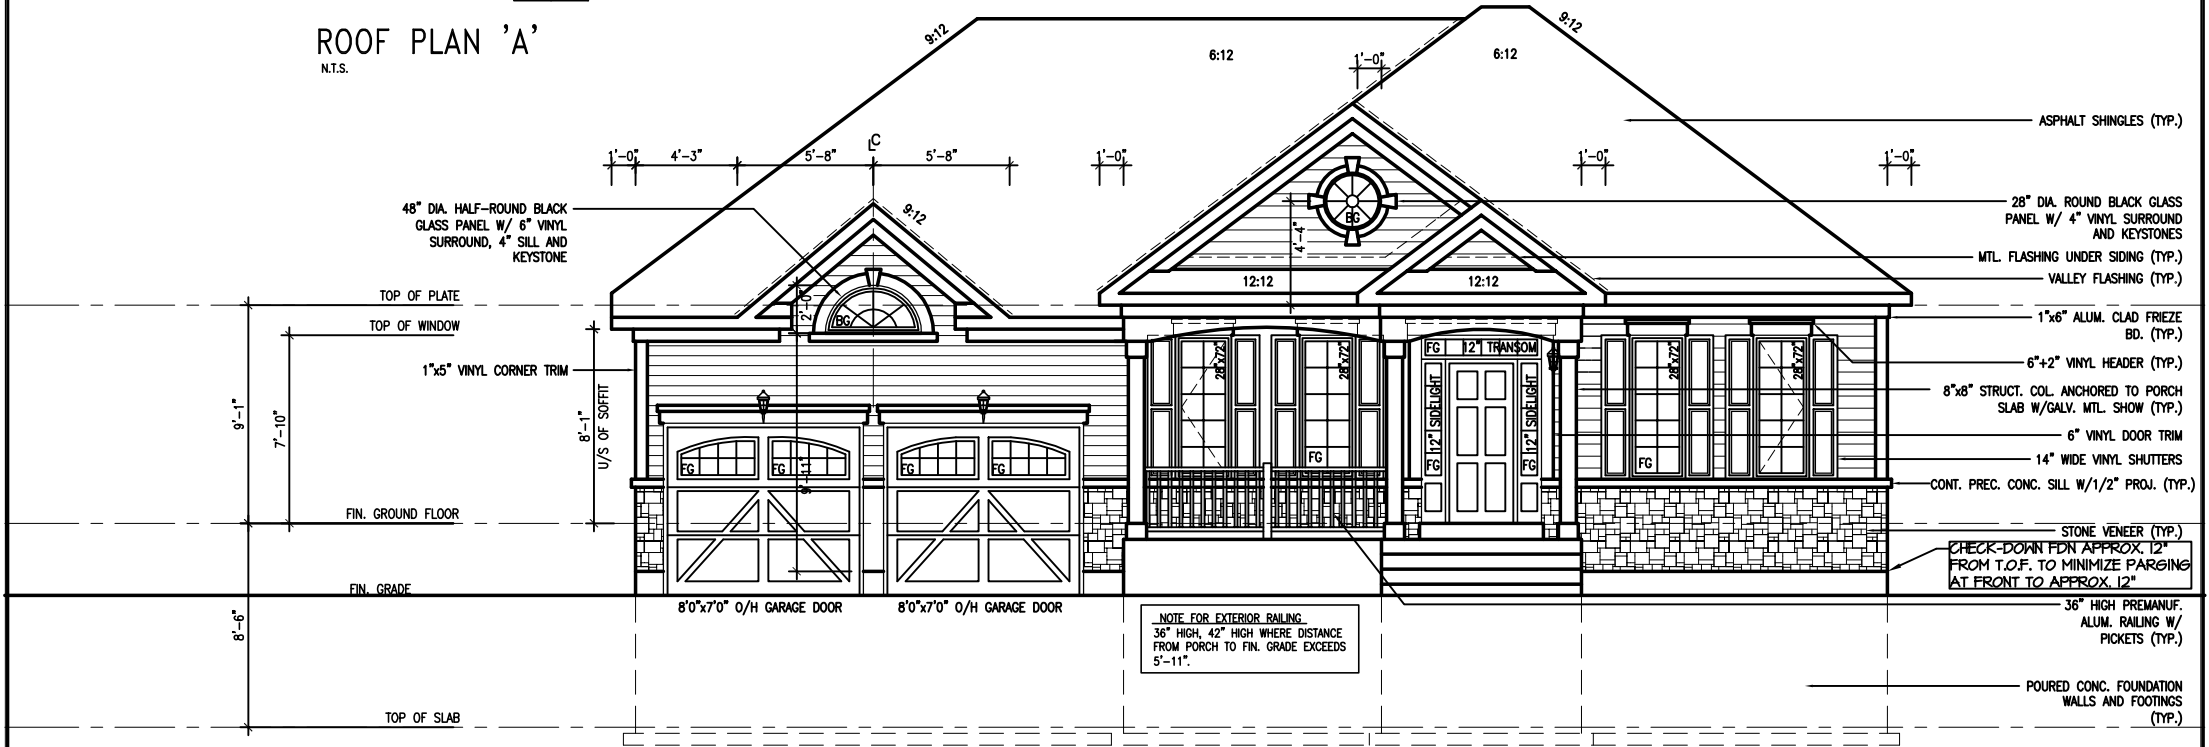 ROOF PLAN 'A'
N.T.S.
9:12
6:12
1'-0"
6:12
9:12
ASPHALT SHINGLES (TYP.)
1'-0"
4'-3"
5'-8"
CL
5'-8"
1'-0"
1'-0"
1'-0"
48" DIA. HALF-ROUND BLACK
GLASS PANEL W/ 6" VINYL
SURROUND, 4" SILL AND
KEYSTONE
9:12
BG
4'-4"
28" DIA. ROUND BLACK GLASS
PANEL W/ 4" VINYL SURROUND
AND KEYSTONES
MTL. FLASHING UNDER SIDING (TYP.)
VALLEY FLASHING (TYP.)
12:12
12:12
TOP OF PLATE
TOP OF WINDOW
2'-0"
BG
1"x6" ALUM. CLAD FRIEZE
BD. (TYP.)
6"+2" VINYL HEADER (TYP.)
1"x5" VINYL CORNER TRIM
8"x8" STRUCT. COL. ANCHORED TO PORCH
SLAB W/GALV. MTL. SHOW (TYP.)
6" VINYL DOOR TRIM
14" WIDE VINYL SHUTTERS
CONT. PREC. CONC. SILL W/1/2" PROJ. (TYP.)
9'-1"
7'-10"
8'-1"
U/S OF SOFFIT
28"x72"
28"x72"
FG
12" TRANSOM
12" SIDELIGHT
12" SIDELIGHT
FG
FG
28"x72"
28"x72"
FG
FG
FG
FG
9'-11"
FG
FG
FG
FIN. GROUND FLOOR
STONE VENEER (TYP.)
CHECK-DOWN FDN APPROX. 12"
FROM T.O.F. TO MINIMIZE PARGING
AT FRONT TO APPROX. 12"
FIN. GRADE
8'0"x7'0" O/H GARAGE DOOR
8'0"x7'0" O/H GARAGE DOOR
36" HIGH PREMANUF.
ALUM. RAILING W/
PICKETS (TYP.)
8'-6"
NOTE FOR EXTERIOR RAILING
36" HIGH, 42" HIGH WHERE DISTANCE
FROM PORCH TO FIN. GRADE EXCEEDS
5'-11".
POURED CONC. FOUNDATION
WALLS AND FOOTINGS
(TYP.)
TOP OF SLAB